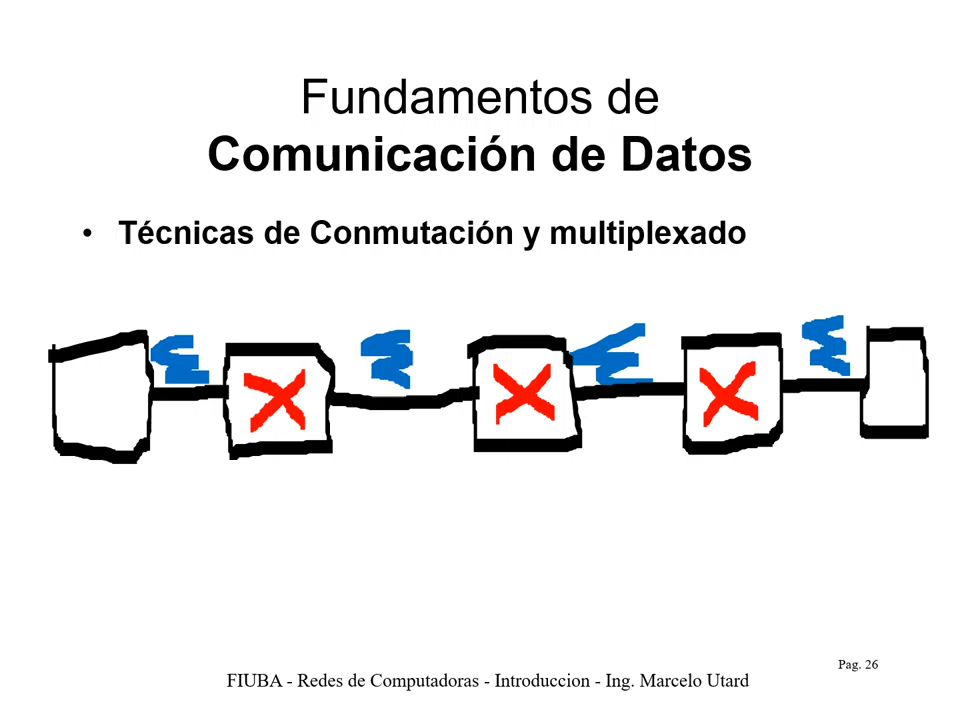 Fundamentos de
Comunicación de Datos
• Técnicas de Conmutación y multiplexado
Pag. 26
FIUBA - Redes de Computadoras - Introduccion - Ing. Marcelo Utard